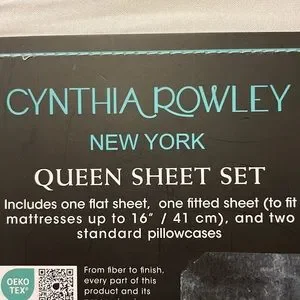 CYNTHIA ROWLEY
NEW YORK
QUEEN SHEET SET
Includes one flat sheet, one fitted sheet (to fit
mattresses up to 16" / 41 cm), and two
standard pillowcases
OEKO
TEX®
From fiber to finish,
every part of this
product and its